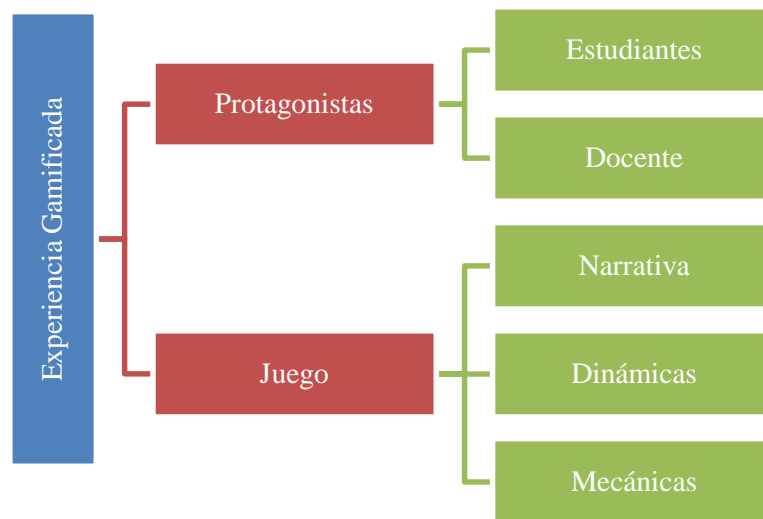 Experiencia Gamificada
Protagonistas
Estudiantes
Docente
Juego
Narrativa
Dinámicas
Mecánicas